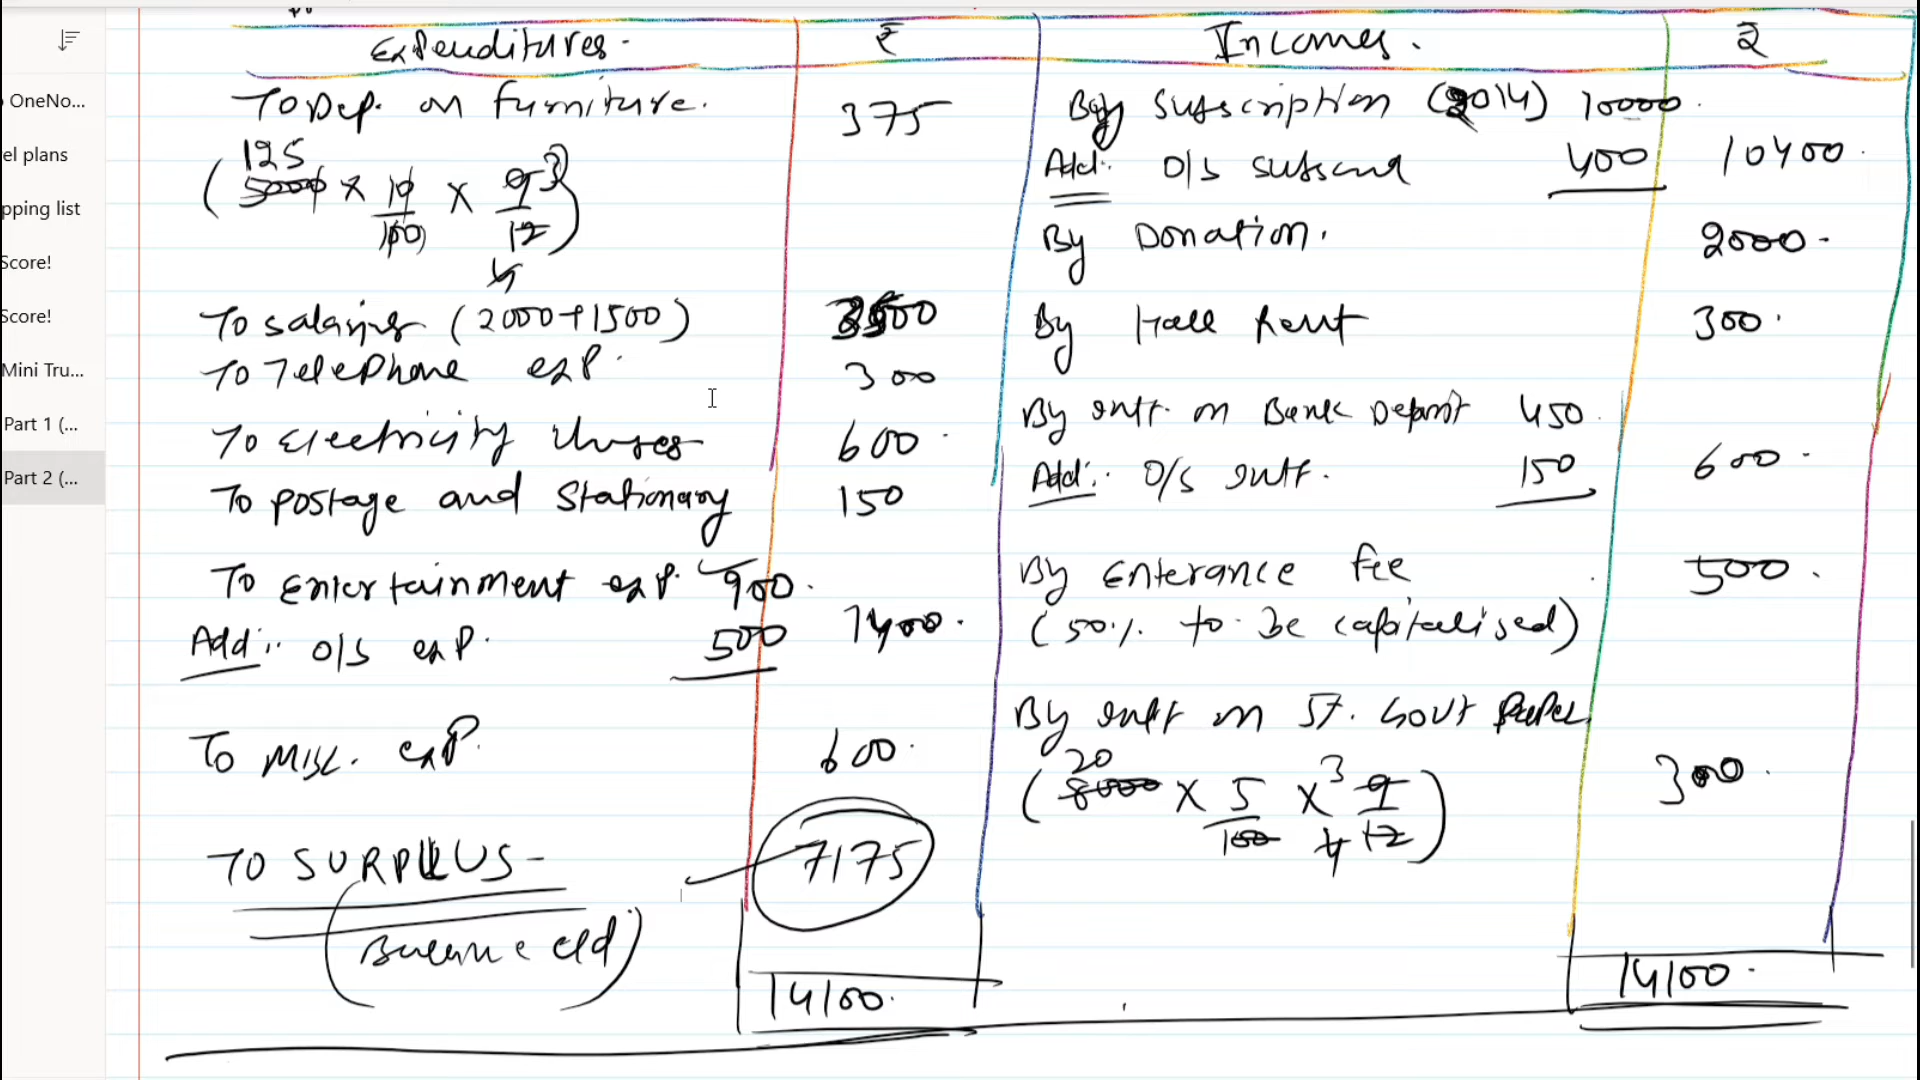 OneNo...
el plans
pping list
Score!
Score!
Mini Tru...
Part 1 (...
Part 2 (...
Expenditures. ₹ Incomes. ₹
To Dep. on furniture. 375
125
(5000 x 10/100 x 9/12) 3
4
To salaries (2000+1500) 3500
To Telephone exp. 300
To Electricity 600
To postage and Stationary 150
To Entertainment exp. 900
Add:. O/S exp. 500 1400.
To Misc. exp. 600.
To SURPLUS- 7175
(Balance c/d)
14100.
By Subscription (2014) 10000.
Add:. O/S 400 10400.
By Donation. 2000.
By Hall Rent 300.
By Intt. on Bank Deposit 450.
Add:. O/S Intt. 150 600.
By Enterance fee 500.
(50% to be capitalised)
By Intt on St. Govt Paper
20 3
(8000 x 5/100 x 9/12) 300.
4
14100.